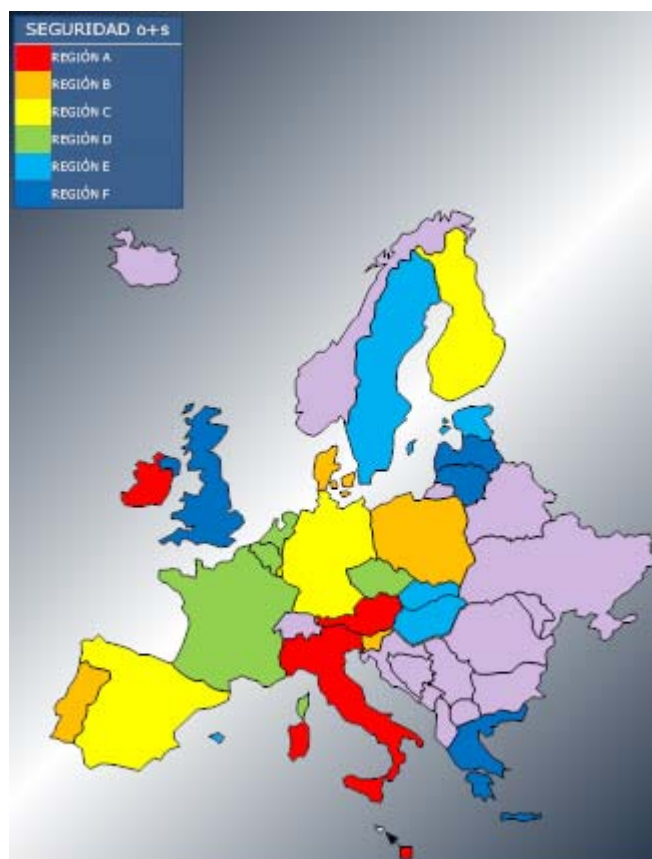 SEGURIDAD o+s
REGIÓN A
REGIÓN B
REGIÓN C
REGIÓN D
REGIÓN E
REGIÓN F